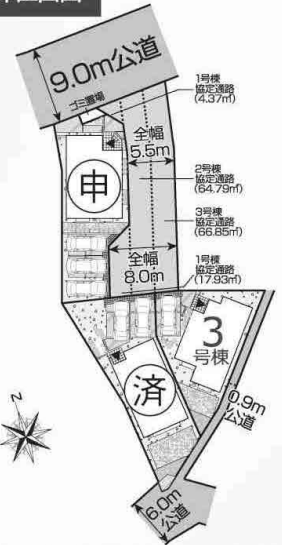 9.0m公道
ゴミ置場
1号棟
協定通路
(4.37㎡)
全幅
5.5m
申
2号棟
協定通路
(64.79㎡)
3号棟
協定通路
(66.85㎡)
全幅
8.0m
1号棟
協定通路
(17.93㎡)
3
号棟
済
0.9m
公道
N
6.0m
公道